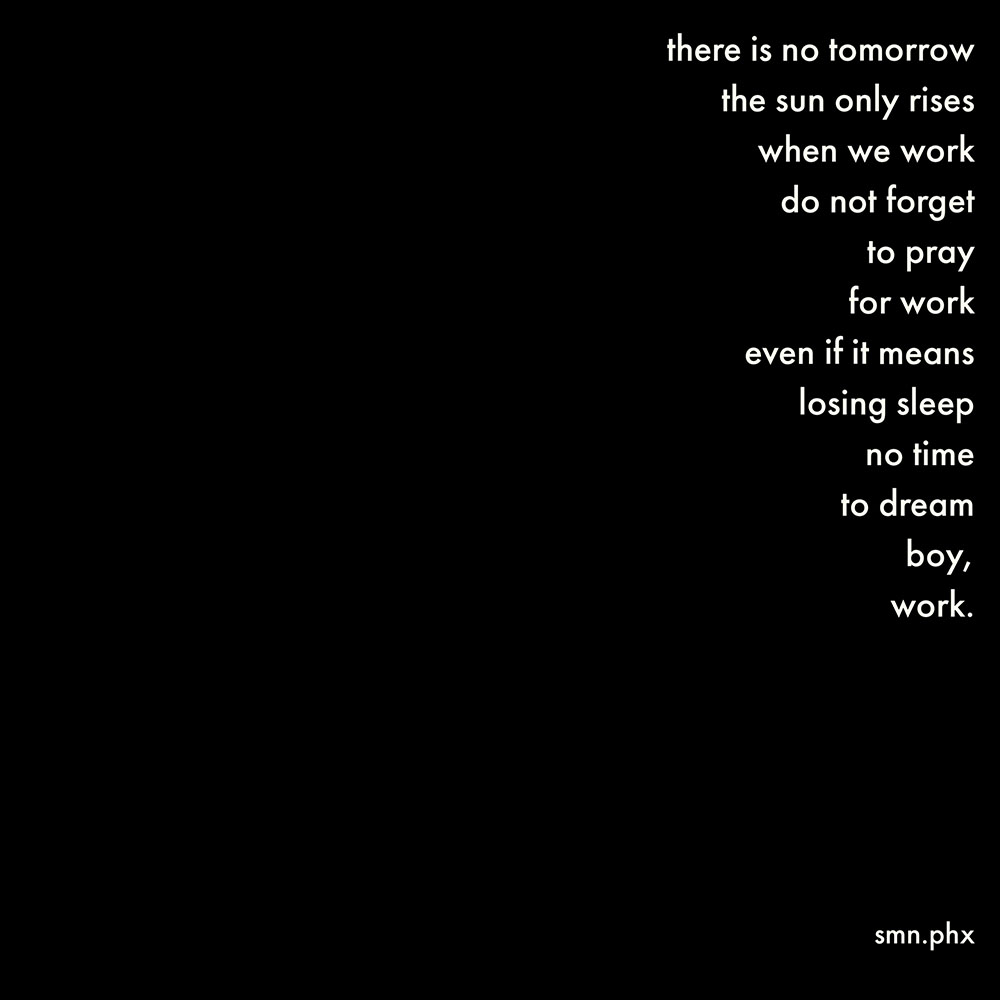 there is no tomorrow
the sun only rises
when we work
do not forget
to pray
for work
even if it means
losing sleep
no time
to dream
boy,
work.
smn.phx